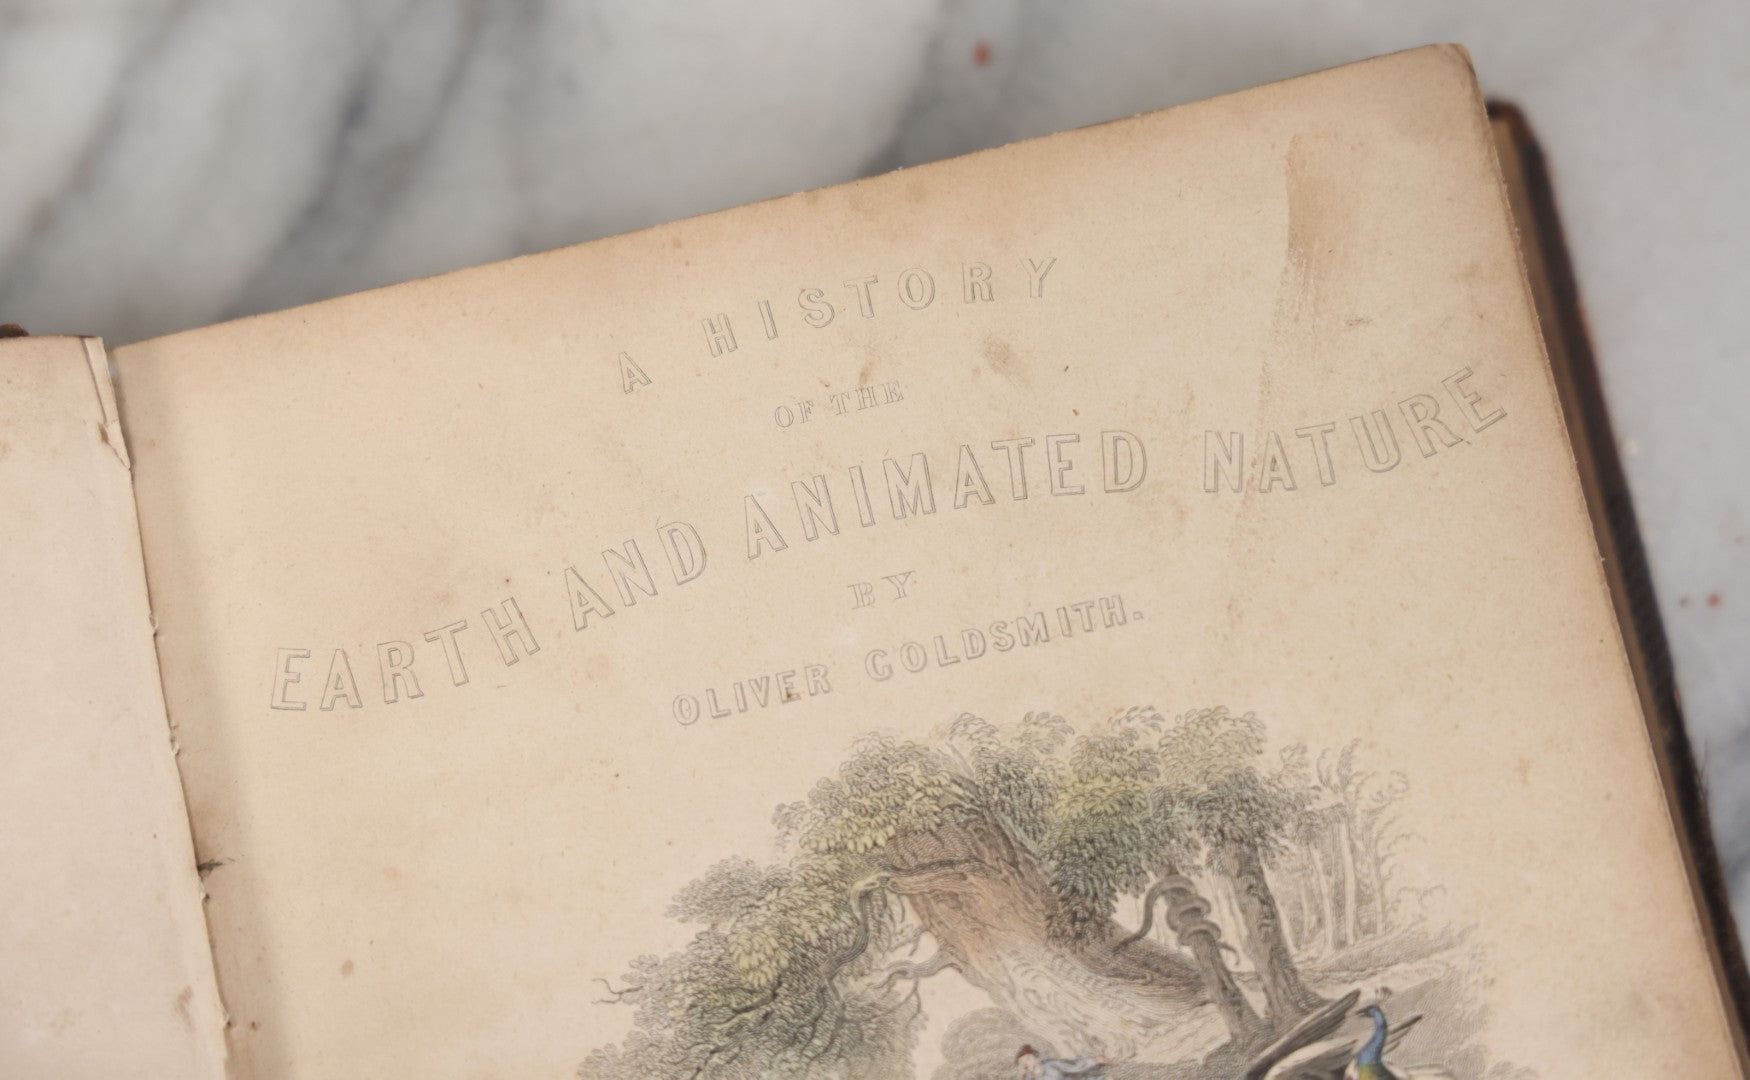 A HISTORY
OF THE
EARTH AND ANIMATED NATURE
BY
OLIVER GOLDSMITH.